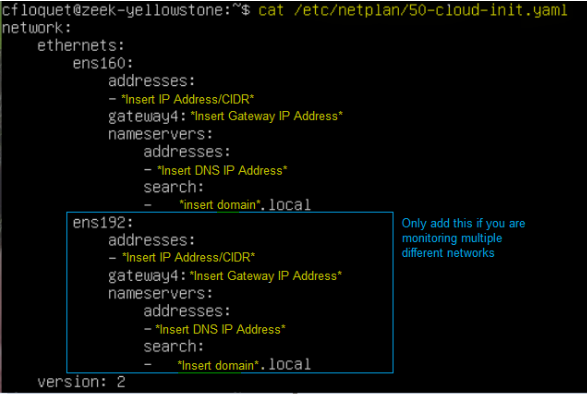 cfloquet@zeek-yellowstone:~$ cat /etc/netplan/50-cloud-init.yaml
network:
    ethernets:
        ens160:
            addresses:
            - *Insert IP Address/CIDR*
            gateway4: *Insert Gateway IP Address*
            nameservers:
                addresses:
                - *Insert DNS IP Address*
                search:
                - *insert domain*.local
        ens192:
            addresses:
            - *Insert IP Address/CIDR*
            gateway4: *Insert Gateway IP Address*
            nameservers:
                addresses:
                - *Insert DNS IP Address*
                search:
                - *Insert domain*.local
    version: 2
Only add this if you are
monitoring multiple
different networks